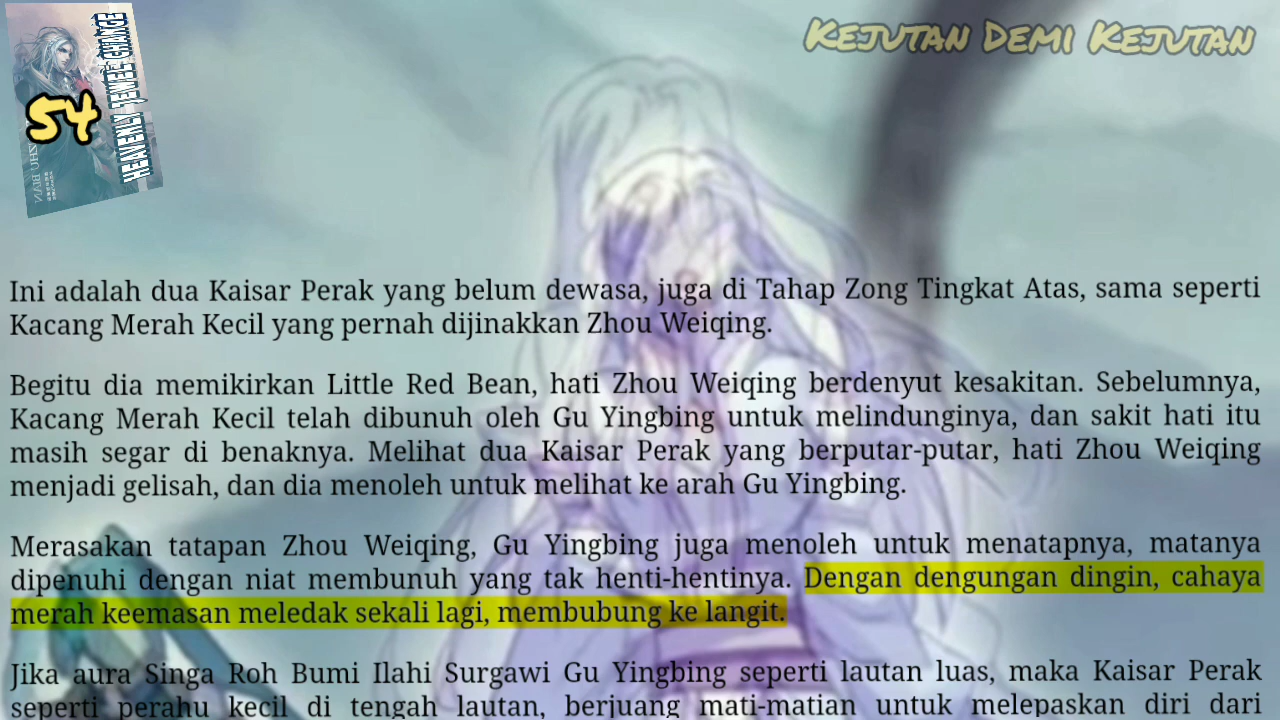 HEAVENLY JEWEL CHANGE
54
Kejutan Demi Kejutan
Ini adalah dua Kaisar Perak yang belum dewasa, juga di Tahap Zong Tingkat Atas, sama seperti
Kacang Merah Kecil yang pernah dijinakkan Zhou Weiqing.
Begitu dia memikirkan Little Red Bean, hati Zhou Weiqing berdenyut kesakitan. Sebelumnya,
Kacang Merah Kecil telah dibunuh oleh Gu Yingbing untuk melindunginya, dan sakit hati itu
masih segar di benaknya. Melihat dua Kaisar Perak yang berputar-putar, hati Zhou Weiqing
menjadi gelisah, dan dia menoleh untuk melihat ke arah Gu Yingbing.
Merasakan tatapan Zhou Weiqing, Gu Yingbing juga menoleh untuk menatapnya, matanya
dipenuhi dengan niat membunuh yang tak henti-hentinya. Dengan dengungan dingin, cahaya
merah keemasan meledak sekali lagi, membubung ke langit.
Jika aura Singa Roh Bumi Ilahi Surgawi Gu Yingbing seperti lautan luas, maka Kaisar Perak
seperti perahu kecil di tengah lautan, berjuang mati-matian untuk melepaskan diri dari